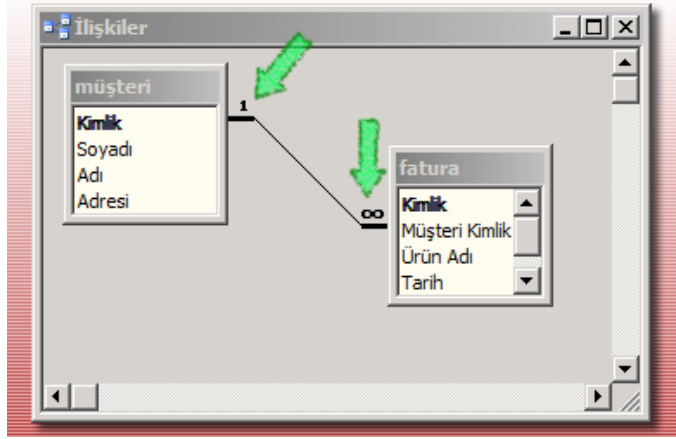 İlişkiler
müşteri
Kimlik
Soyadı
Adı
Adresi
1
∞
fatura
Kimlik
Müşteri Kimlik
Ürün Adı
Tarih